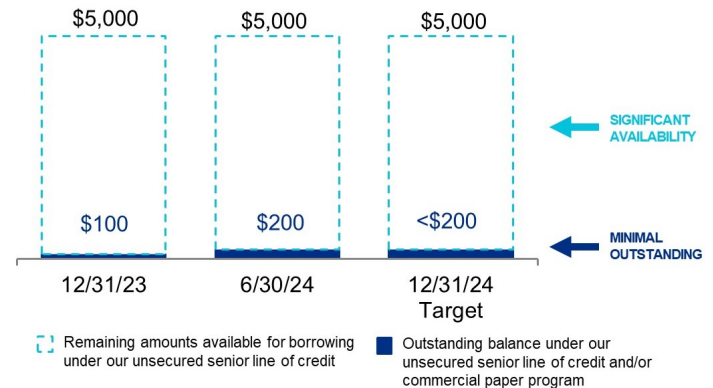 $5,000 $5,000 $5,000
SIGNIFICANT
AVAILABILITY
$100 $200 <$200
MINIMAL
OUTSTANDING
12/31/23 6/30/24 12/31/24
Target
Remaining amounts available for borrowing
under our unsecured senior line of credit
Outstanding balance under our
unsecured senior line of credit and/or
commercial paper program